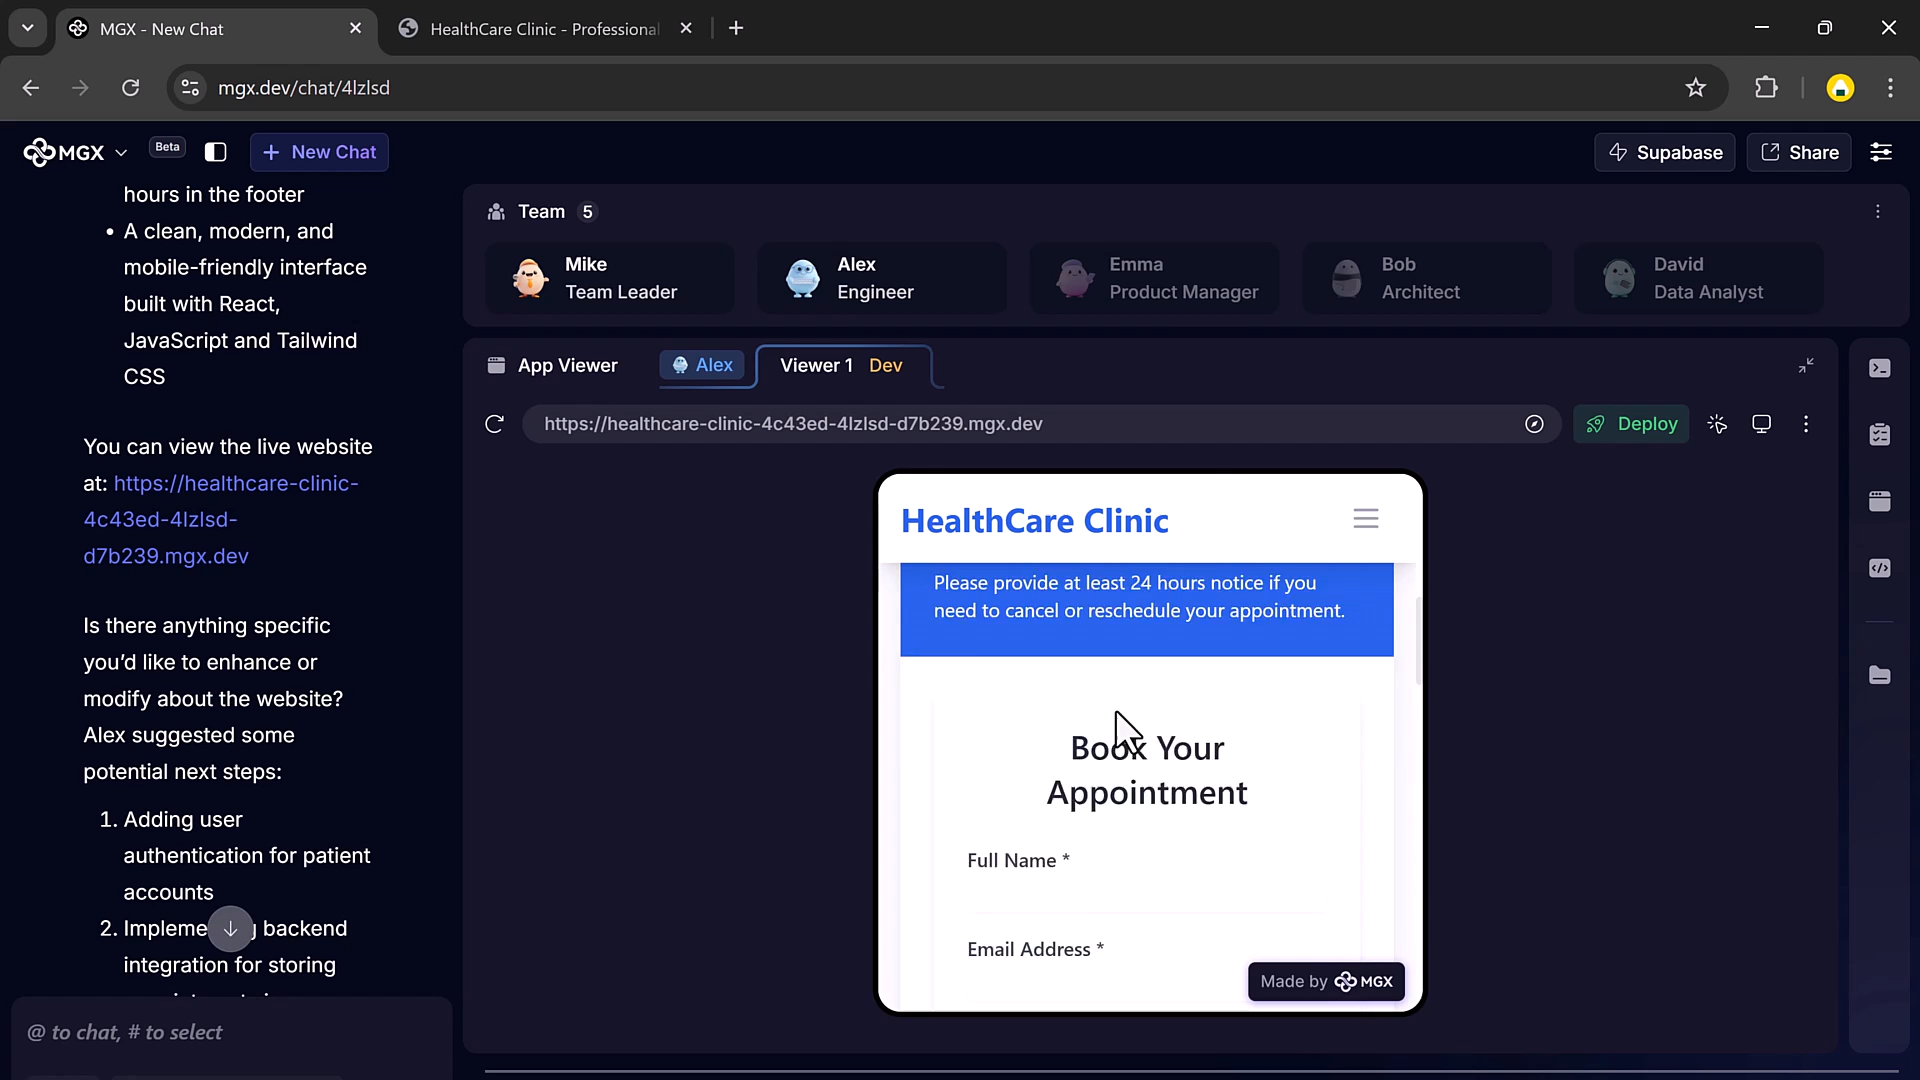 MGX - New Chat
HealthCare Clinic - Professional
mgx.dev/chat/4lzlsd
MGX
Beta
New Chat
Supabase
Share
hours in the footer
• A clean, modern, and
mobile-friendly interface
built with React,
JavaScript and Tailwind
CSS
You can view the live website
at: https://healthcare-clinic-
4c43ed-4lzlsd-
d7b239.mgx.dev
Is there anything specific
you'd like to enhance or
modify about the website?
Alex suggested some
potential next steps:
1. Adding user
authentication for patient
accounts
2. Impleme backend
integration for storing
@ to chat, # to select
Team 5
Mike
Team Leader
Alex
Engineer
Emma
Product Manager
Bob
Architect
David
Data Analyst
App Viewer
Alex
Viewer 1 Dev
https://healthcare-clinic-4c43ed-4lzlsd-d7b239.mgx.dev
Deploy
HealthCare Clinic
Please provide at least 24 hours notice if you
need to cancel or reschedule your appointment.
Book Your
Appointment
Full Name *
Email Address *
Made by MGX